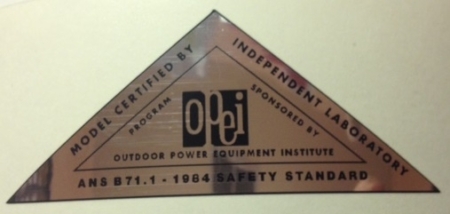 MODEL CERTIFIED BY
INDEPENDENT LABORATORY
PROGRAM
SPONSORED BY
opei
OUTDOOR POWER EQUIPMENT INSTITUTE
ANS B71.1 - 1984 SAFETY STANDARD